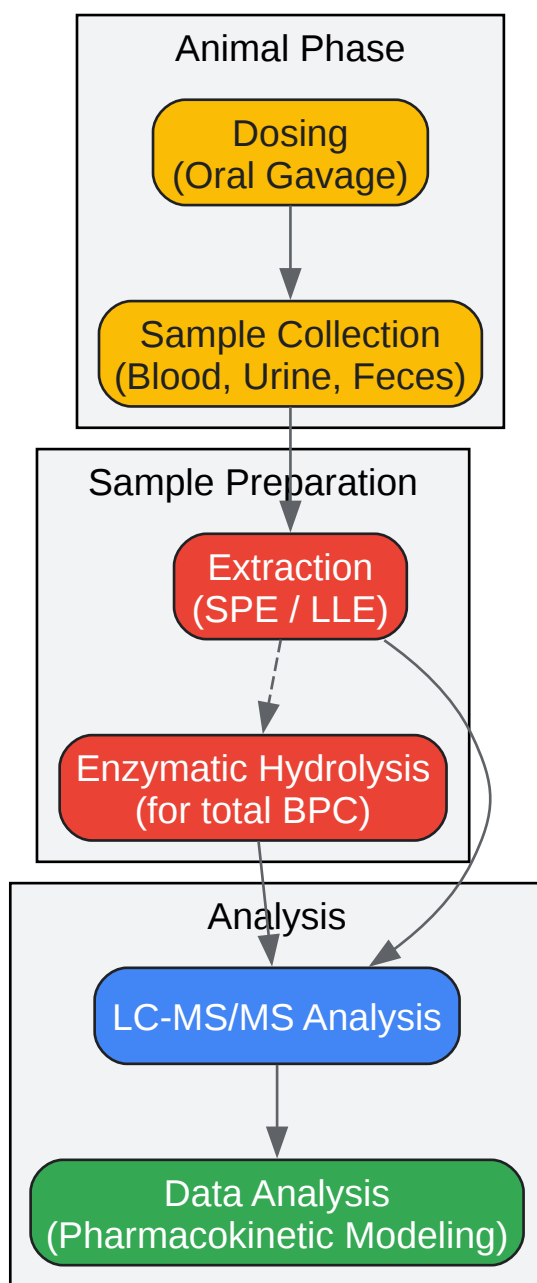 Animal Phase
Dosing
(Oral Gavage)
Sample Collection
(Blood, Urine, Feces)
Sample Preparation
Extraction
(SPE / LLE)
Enzymatic Hydrolysis
(for total BPC)
Analysis
LC-MS/MS Analysis
Data Analysis
(Pharmacokinetic Modeling)